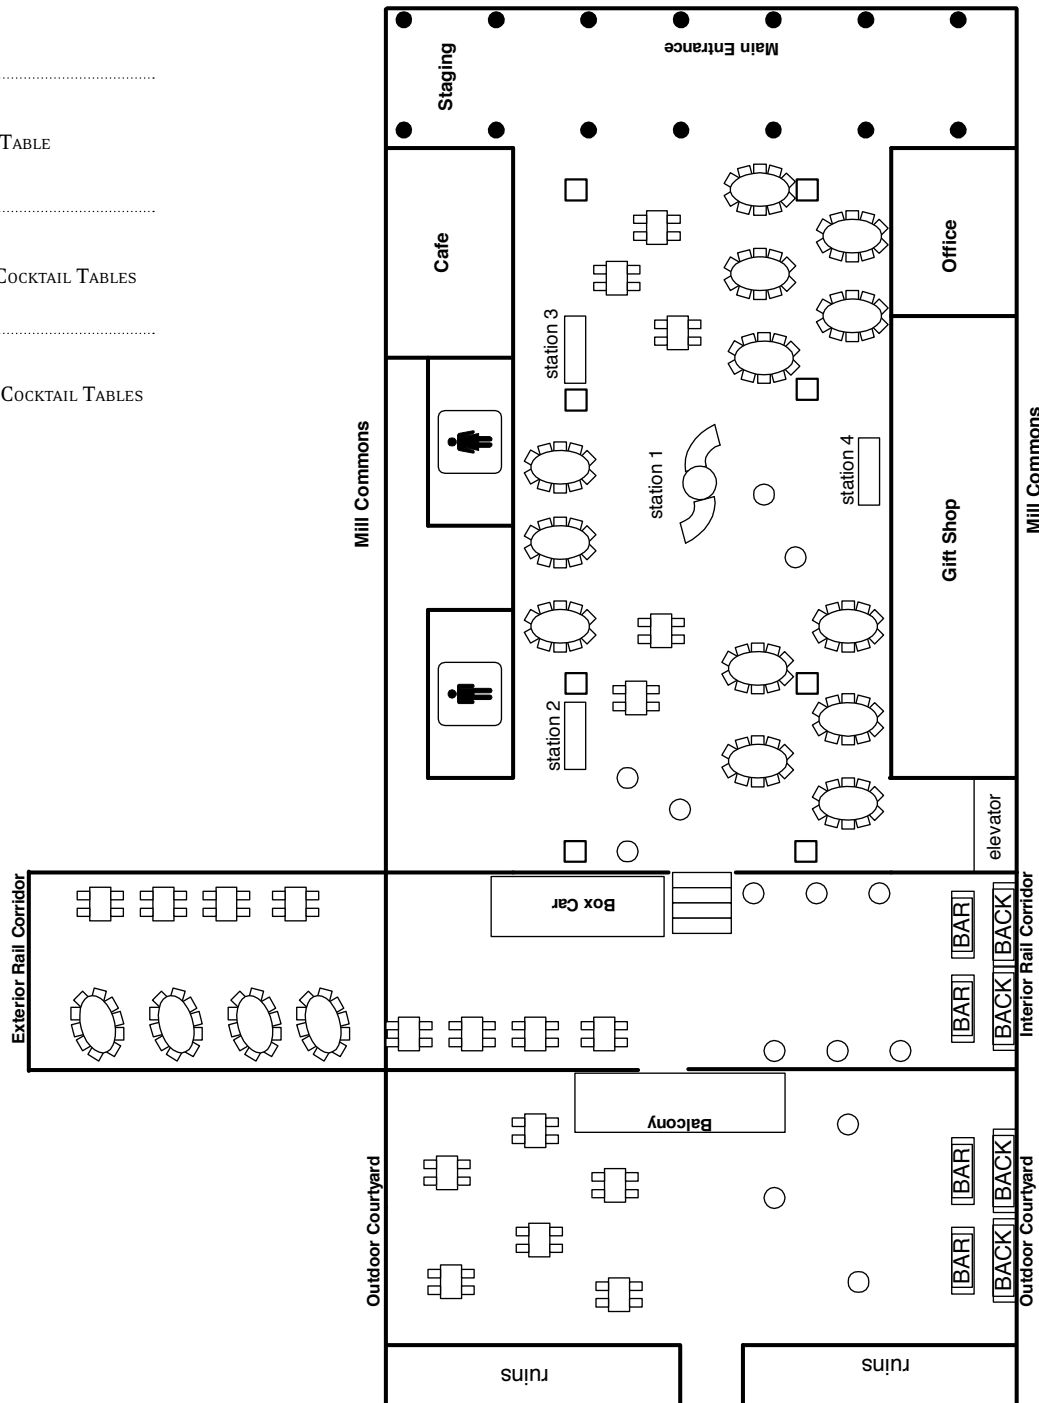 Table
Cocktail Tables
Cocktail Tables
Main Entrance
Staging
Cafe
Office
station 3
Mill Commons
station 1
station 4
Mill Commons
Gift Shop
station 2
elevator
Exterior Rail Corridor
Box Car
BAR
BACK
BAR
BACK
Interior Rail Corridor
Balcony
Outdoor Courtyard
BAR
BACK
BAR
BACK
Outdoor Courtyard
ruins
ruins